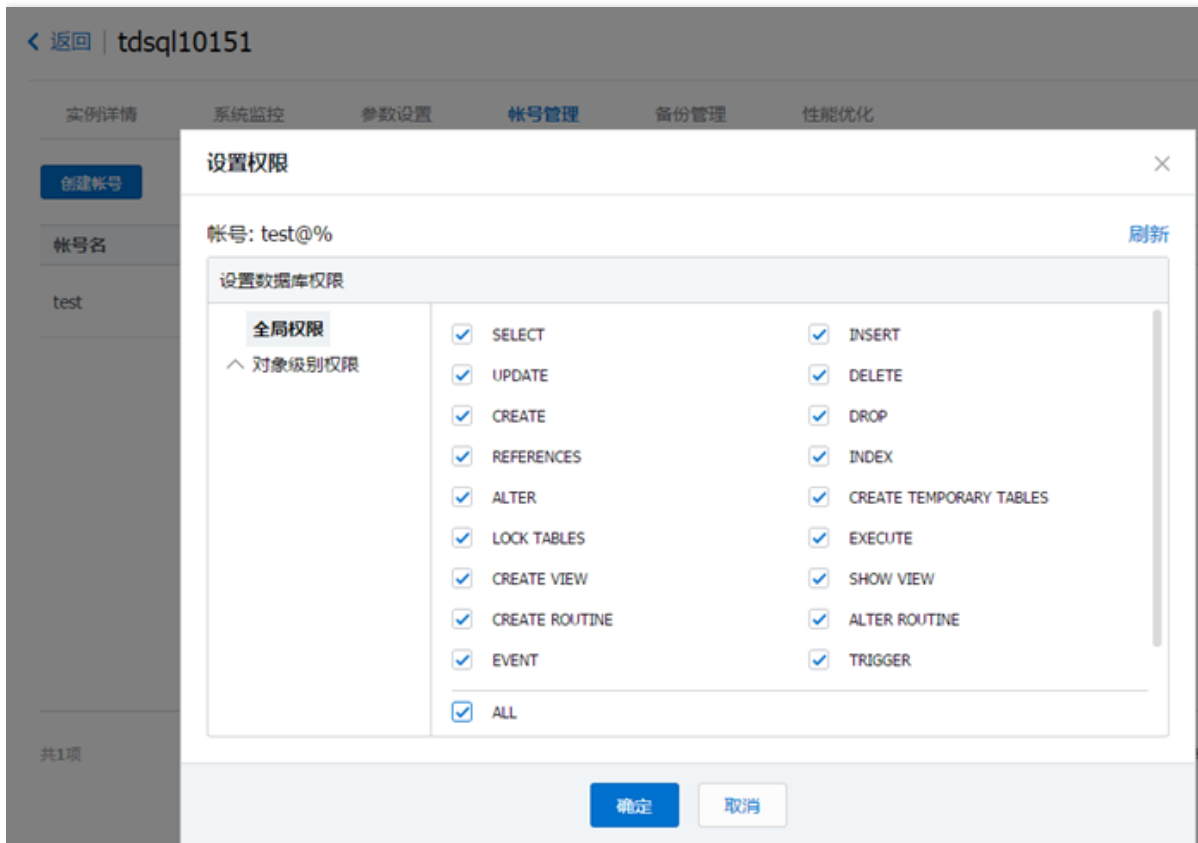 返回 | tdsql10151
实例详情 系统监控 参数设置 帐号管理 备份管理 性能优化
创建帐号
设置权限
帐号名
帐号: test@% 刷新
test
设置数据库权限
全局权限
对象级别权限
SELECT INSERT
UPDATE DELETE
CREATE DROP
REFERENCES INDEX
ALTER CREATE TEMPORARY TABLES
LOCK TABLES EXECUTE
CREATE VIEW SHOW VIEW
CREATE ROUTINE ALTER ROUTINE
EVENT TRIGGER
ALL
共1项
确定 取消